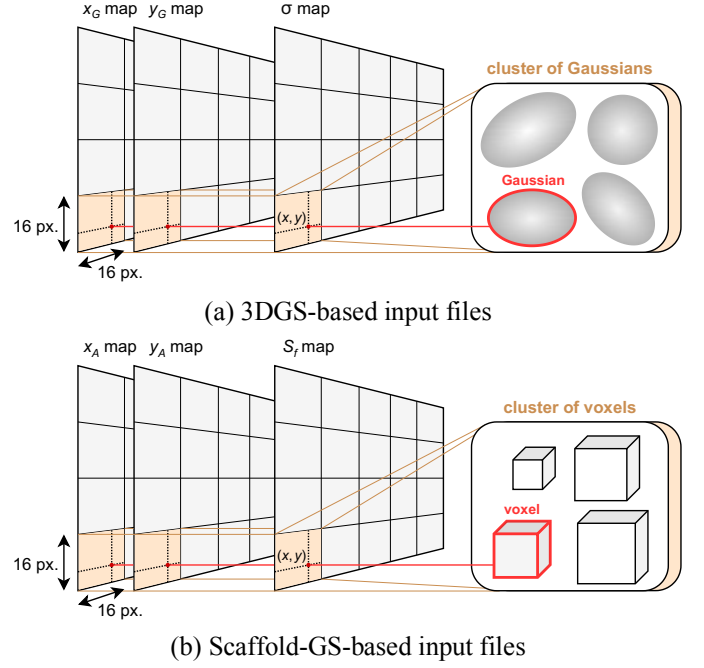 x_G map y_G map σ map
cluster of Gaussians
Gaussian
(x, y)
16 px.
16 px.
(a) 3DGS-based input files
x_A map y_A map S_f map
cluster of voxels
voxel
(x, y)
16 px.
16 px.
(b) Scaffold-GS-based input files